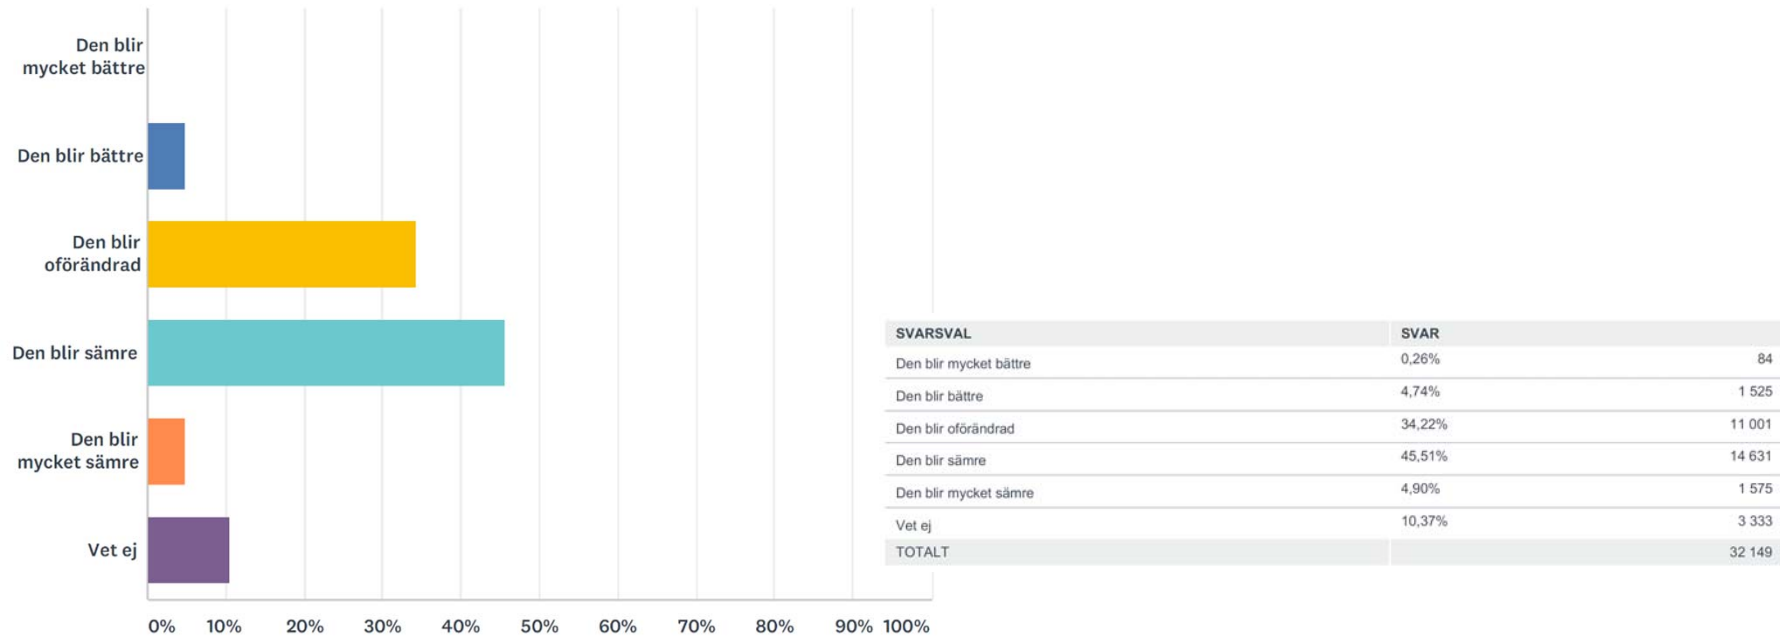 Den blir
mycket bättre
Den blir bättre
Den blir
oförändrad
Den blir sämre
Den blir
mycket sämre
Vet ej
0% 10% 20% 30% 40% 50% 60% 70% 80% 90% 100%
SVARSVAL SVAR
Den blir mycket bättre 0,26% 84
Den blir bättre 4,74% 1 525
Den blir oförändrad 34,22% 11 001
Den blir sämre 45,51% 14 631
Den blir mycket sämre 4,90% 1 575
Vet ej 10,37% 3 333
TOTALT 32 149